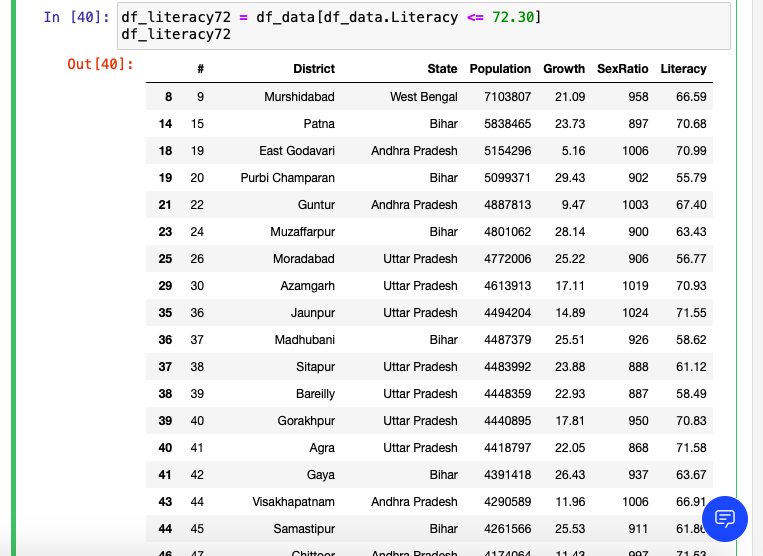 In [40]: df_literacy72 = df_data[df_data.Literacy <= 72.30]
df_literacy72
Out[40]:
# District State Population Growth SexRatio Literacy
8 9 Murshidabad West Bengal 7103807 21.09 958 66.59
14 15 Patna Bihar 5838465 23.73 897 70.68
18 19 East Godavari Andhra Pradesh 5154296 5.16 1006 70.99
19 20 Purbi Champaran Bihar 5099371 29.43 902 55.79
21 22 Guntur Andhra Pradesh 4887813 9.47 1003 67.40
23 24 Muzaffarpur Bihar 4801062 28.14 900 63.43
25 26 Moradabad Uttar Pradesh 4772006 25.22 906 56.77
29 30 Azamgarh Uttar Pradesh 4613913 17.11 1019 70.93
35 36 Jaunpur Uttar Pradesh 4494204 14.89 1024 71.55
36 37 Madhubani Bihar 4487379 25.51 926 58.62
37 38 Sitapur Uttar Pradesh 4483992 23.88 888 61.12
38 39 Bareilly Uttar Pradesh 4448359 22.93 887 58.49
39 40 Gorakhpur Uttar Pradesh 4440895 17.81 950 70.83
40 41 Agra Uttar Pradesh 4418797 22.05 868 71.58
41 42 Gaya Bihar 4391418 26.43 937 63.67
43 44 Visakhapatnam Andhra Pradesh 4290589 11.96 1006 66.91
44 45 Samastipur Bihar 4261566 25.53 911
46 47 Chittoor Andhra Pradesh 4174064 11.43 997 71.53